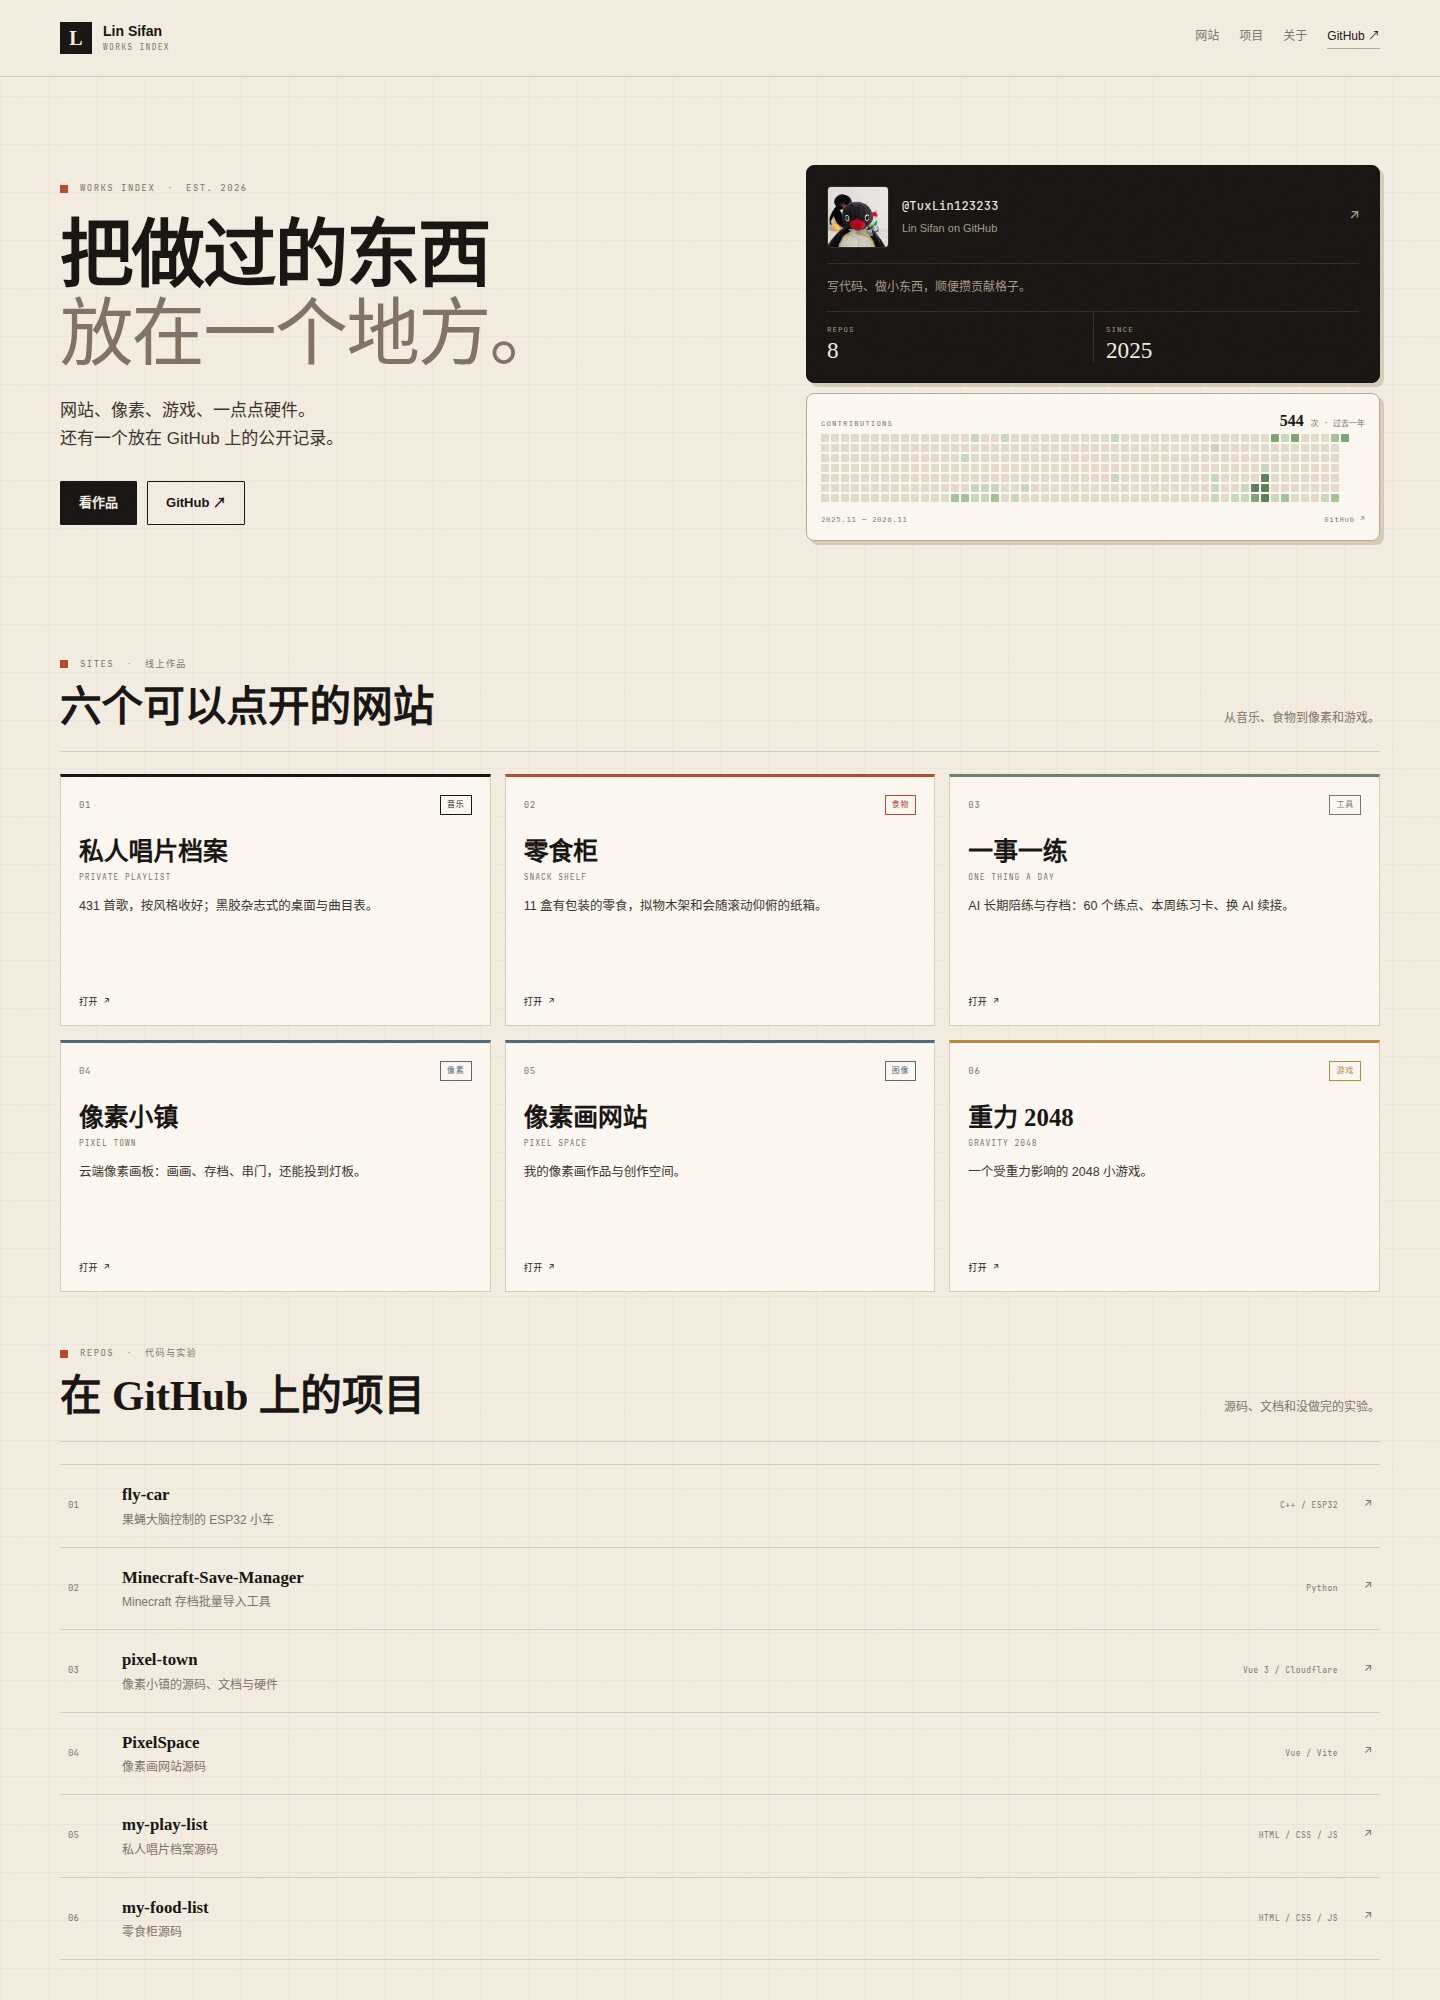 L
Lin Sifan
WORKS INDEX
网站 项目 关于 GitHub ↗
WORKS INDEX · EST. 2026
把做过的东西
放在一个地方。
网站、像素、游戏、一点点硬件。
还有一个放在 GitHub 上的公开记录。
看作品 GitHub ↗
@TuxLin123233 ↗
Lin Sifan on GitHub
写代码、做小东西，顺便攒贡献格子。
REPOS SINCE
8 2025
CONTRIBUTIONS 544 次 · 过去一年
2025.11 — 2026.11 GitHub ↗
SITES · 线上作品
六个可以点开的网站
从音乐、食物到像素和游戏。
01 音乐
私人唱片档案
PRIVATE PLAYLIST
431 首歌，按风格收好；黑胶杂志式的桌面与曲目表。
打开 ↗
02 食物
零食柜
SNACK SHELF
11 盒有包装的零食，拟物木架和会随滚动仰俯的纸箱。
打开 ↗
03 工具
一事一练
ONE THING A DAY
AI 长期陪练与存档：60 个练点、本周练习卡、换 AI 续接。
打开 ↗
04 像素
像素小镇
PIXEL TOWN
云端像素画板：画画、存档、串门，还能投到灯板。
打开 ↗
05 图像
像素画网站
PIXEL SPACE
我的像素画作品与创作空间。
打开 ↗
06 游戏
重力 2048
GRAVITY 2048
一个受重力影响的 2048 小游戏。
打开 ↗
REPOS · 代码与实验
在 GitHub 上的项目
源码、文档和没做完的实验。
01 fly-car C++ / ESP32 ↗
果蝇大脑控制的 ESP32 小车
02 Minecraft-Save-Manager Python ↗
Minecraft 存档批量导入工具
03 pixel-town Vue 3 / Cloudflare ↗
像素小镇的源码、文档与硬件
04 PixelSpace Vue / Vite ↗
像素画网站源码
05 my-play-list HTML / CSS / JS ↗
私人唱片档案源码
06 my-food-list HTML / CSS / JS ↗
零食柜源码